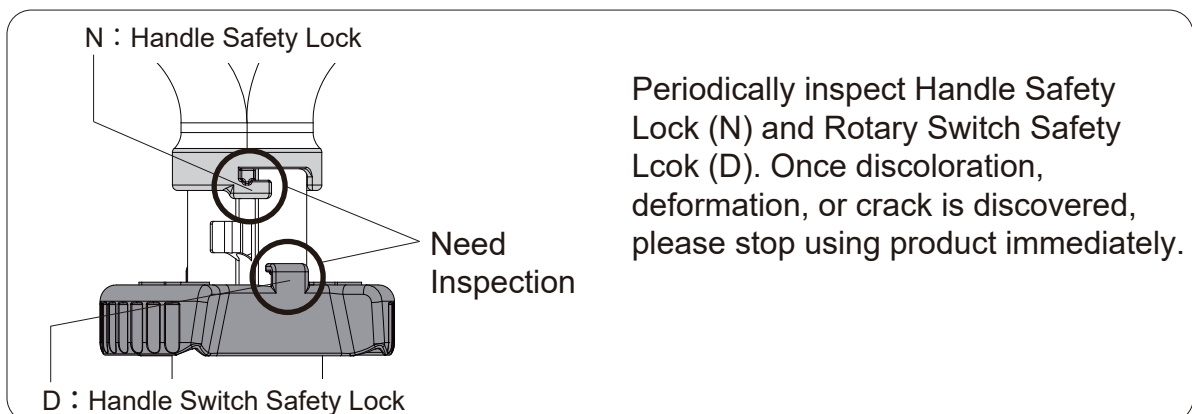 N：Handle Safety Lock
Periodically inspect Handle Safety
Lock (N) and Rotary Switch Safety
Lcok (D). Once discoloration,
deformation, or crack is discovered,
please stop using product immediately.
Need
Inspection
D：Handle Switch Safety Lock